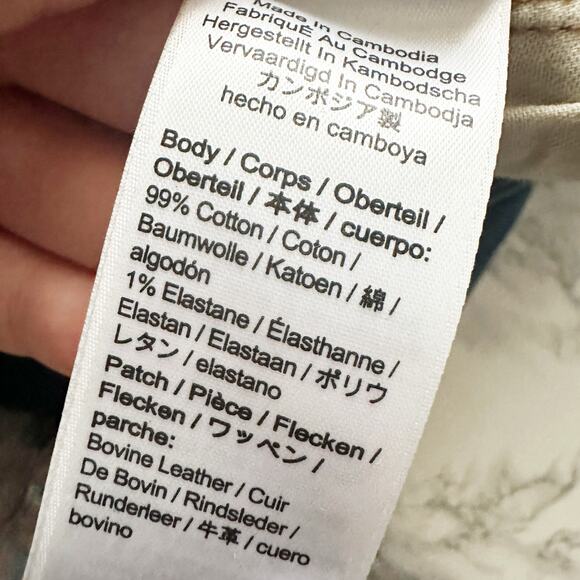 Made In Cambodia
FabriquE Au Cambodge
Hergestellt In Kambodscha
Vervaardigd In Cambodja
カンボジア製
hecho en camboya
Body / Corps / Oberteil /
Oberteil / 本体 / cuerpo:
99% Cotton / Coton /
Baumwolle / Katoen / 綿 /
algodón
1% Elastane / Élasthanne /
Elastan / Elastaan / ポリウ
レタン / elastano
Patch / Pièce / Flecken /
Flecken / ワッペン /
parche:
Bovine Leather / Cuir
De Bovin / Rindsleder /
Runderleer / 牛革 / cuero
bovino